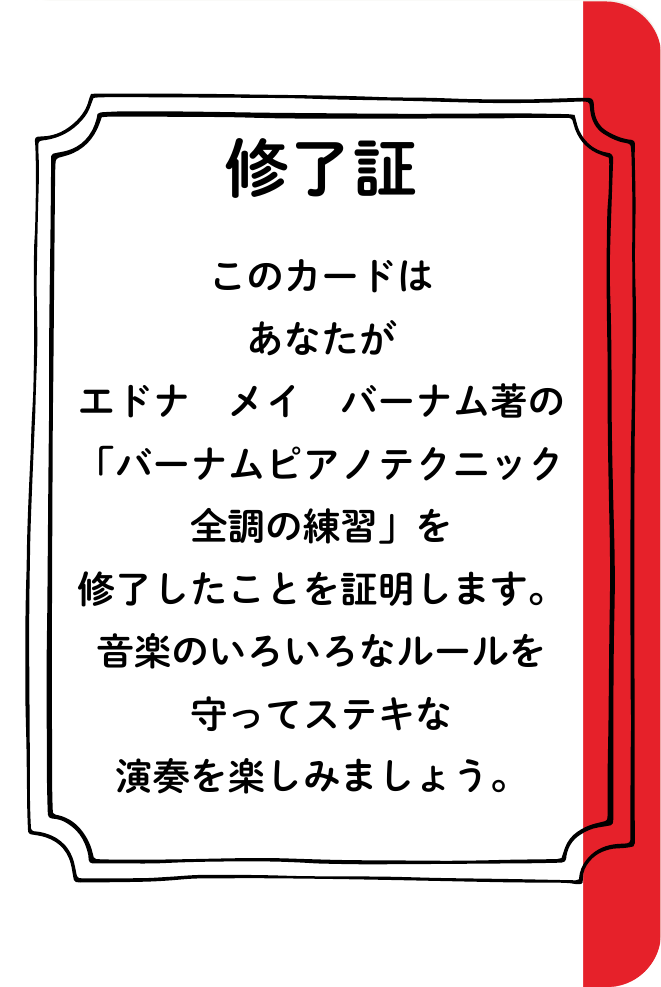 修了証
このカードは
あなたが
エドナ　メイ　バーナム著の
「バーナムピアノテクニック
全調の練習」を
修了したことを証明します。
音楽のいろいろなルールを
守ってステキな
演奏を楽しみましょう。